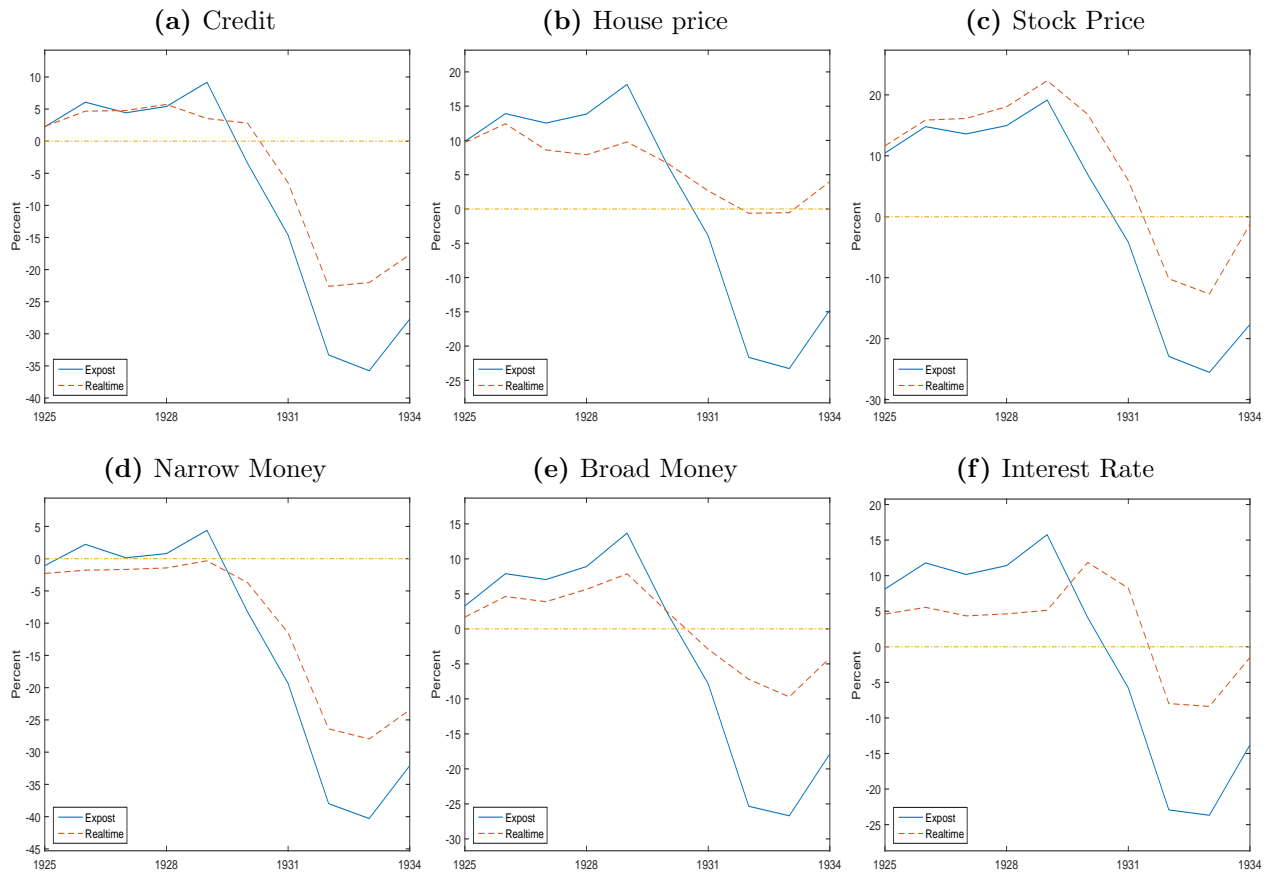 (a) Credit
10
5
0
-5
-10
-15
-20
-25
-30
-35
-40
Percent
Expost
Realtime
1925 1928 1931 1934
(b) House price
20
15
10
5
0
-5
-10
-15
-20
-25
Percent
Expost
Realtime
1925 1928 1931 1934
(c) Stock Price
20
10
0
-10
-20
-30
Percent
Expost
Realtime
1925 1928 1931 1934
(d) Narrow Money
5
0
-5
-10
-15
-20
-25
-30
-35
-40
-45
Percent
Expost
Realtime
1925 1928 1931 1934
(e) Broad Money
15
10
5
0
-5
-10
-15
-20
-25
-30
Percent
Expost
Realtime
1925 1928 1931 1934
(f) Interest Rate
20
15
10
5
0
-5
-10
-15
-20
-25
Percent
Expost
Realtime
1925 1928 1931 1934